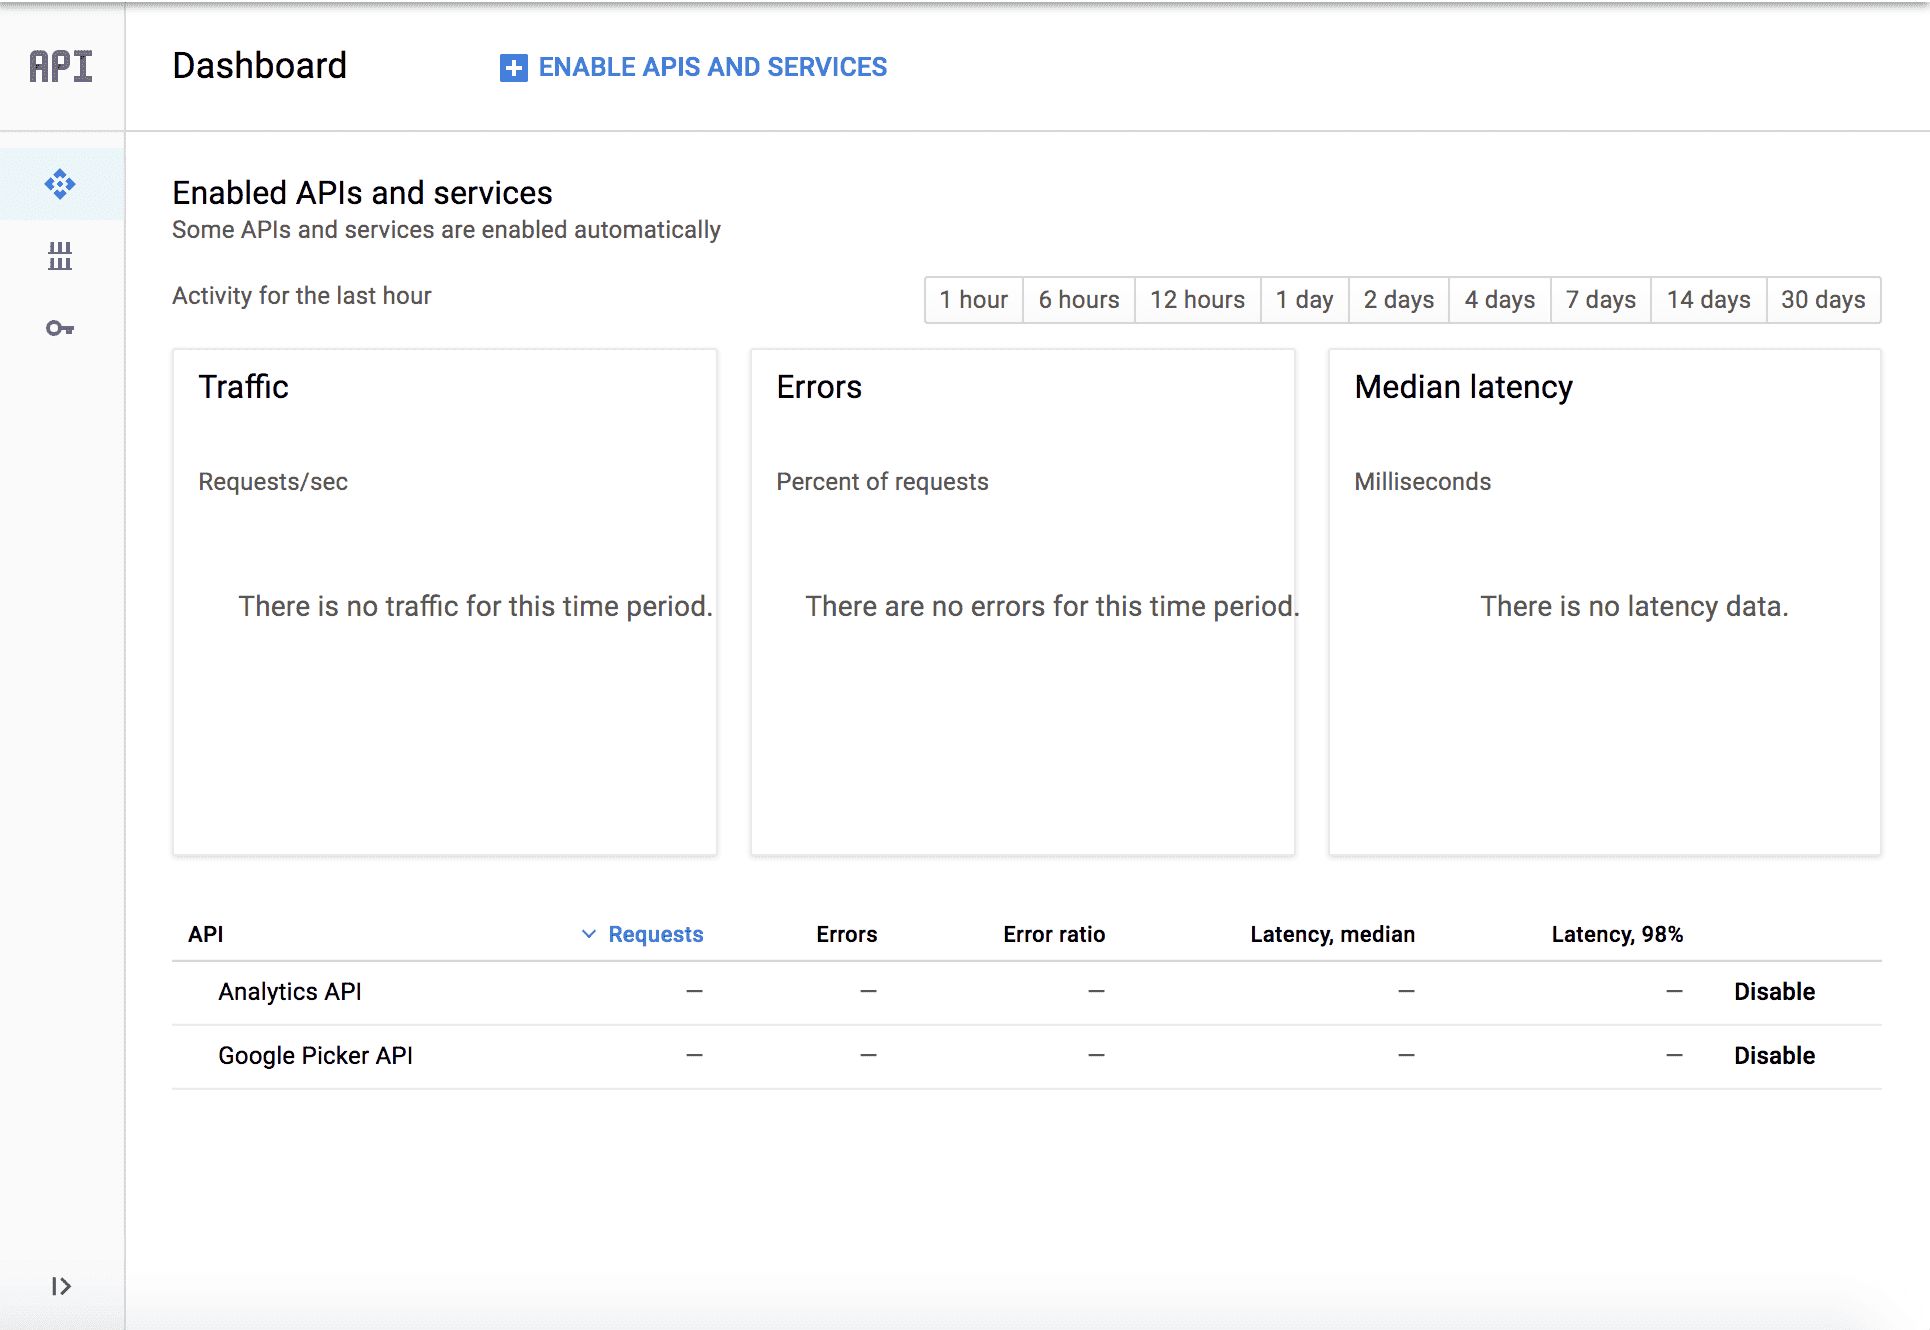 API
Dashboard
ENABLE APIS AND SERVICES
Enabled APIs and services
Some APIs and services are enabled automatically
Activity for the last hour
1 hour 6 hours 12 hours 1 day 2 days 4 days 7 days 14 days 30 days
Traffic
Requests/sec
There is no traffic for this time period.
Errors
Percent of requests
There are no errors for this time period.
Median latency
Milliseconds
There is no latency data.
API Requests Errors Error ratio Latency, median Latency, 98%
Analytics API – – – – – Disable
Google Picker API – – – – – Disable